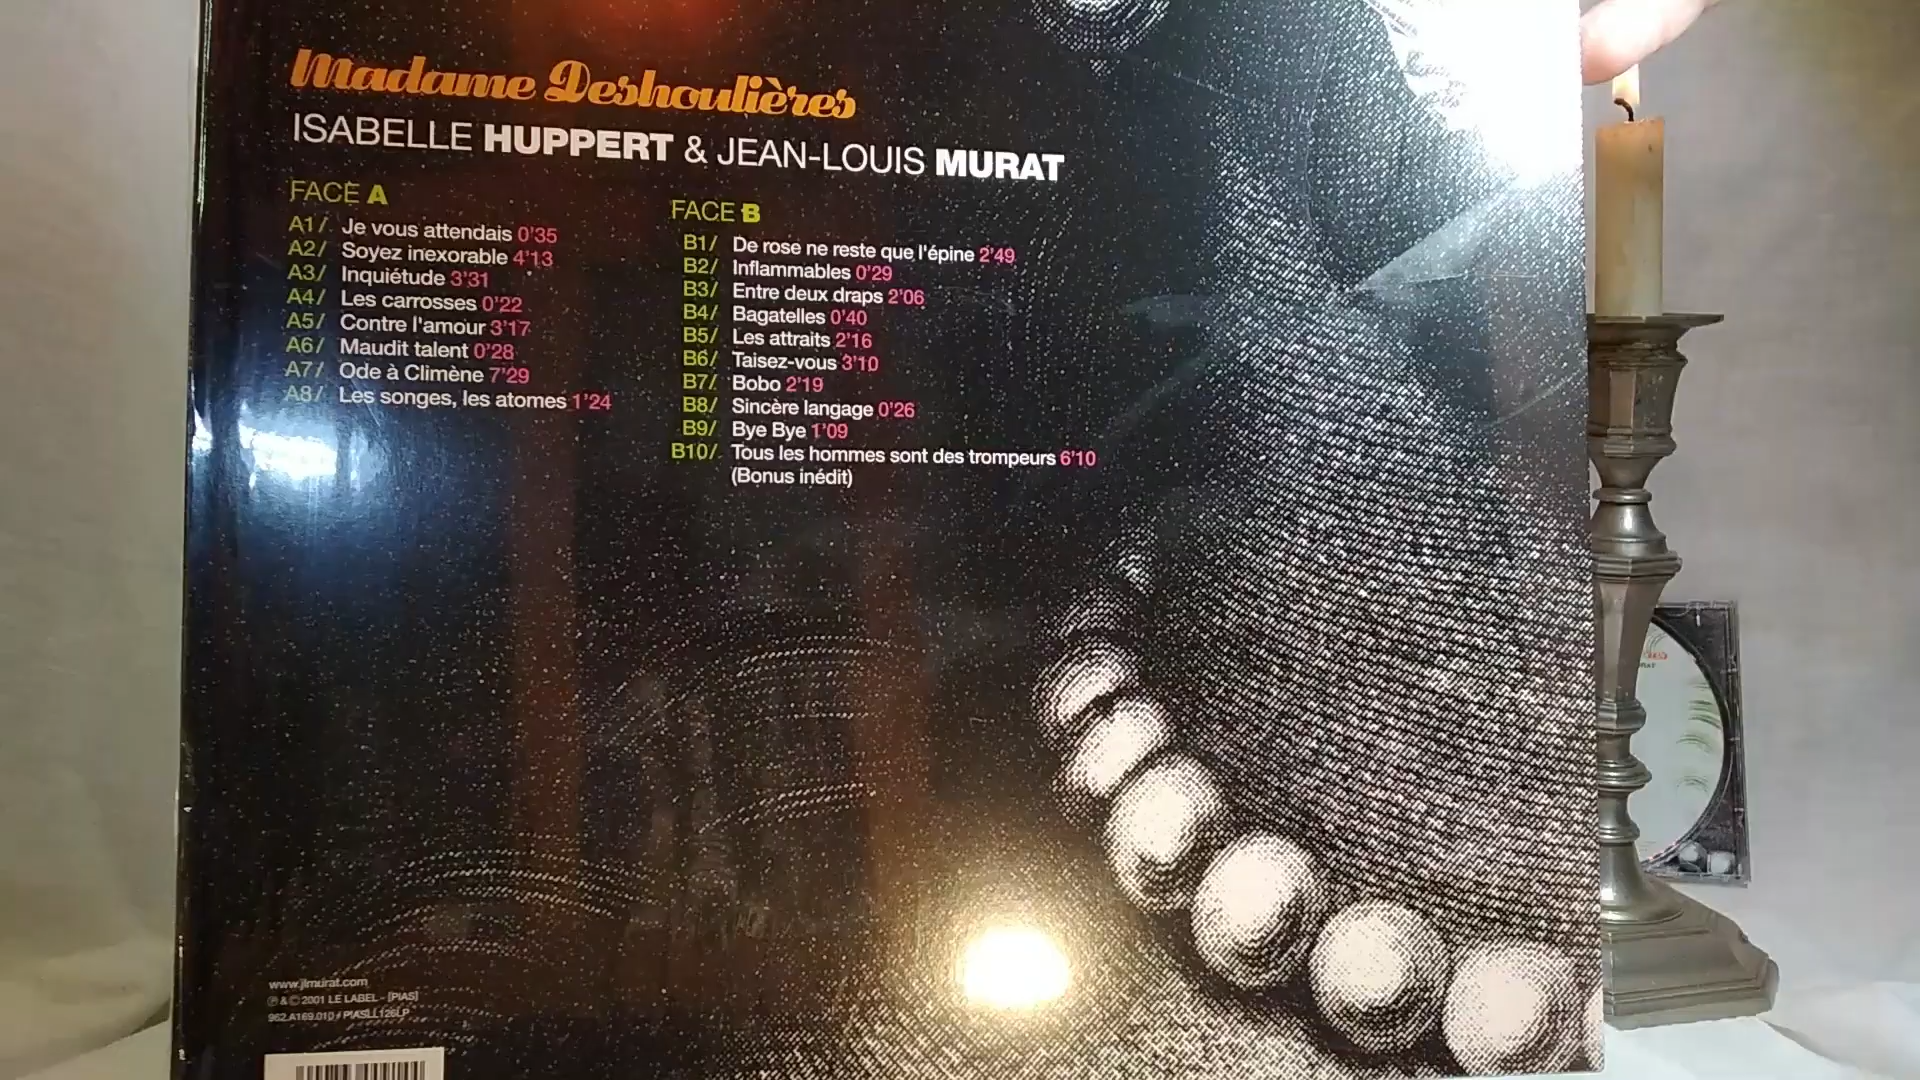 Madame Deshoulières
ISABELLE HUPPERT & JEAN-LOUIS MURAT
FACE A
A1/ Je vous attendais 0'35
A2/ Soyez inexorable 4'13
A3/ Inquiétude 3'31
A4/ Les carrosses 0'22
A5/ Contre l'amour 3'17
A6/ Maudit talent 0'28
A7/ Ode à Climène 7'29
A8/ Les songes, les atomes 1'24
FACE B
B1/ De rose ne reste que l'épine 2'49
B2/ Inflammables 0'29
B3/ Entre deux draps 2'06
B4/ Bagatelles 0'40
B5/ Les attraits 2'16
B6/ Taisez-vous 3'10
B7/ Bobo 2'19
B8/ Sincère langage 0'26
B9/ Bye Bye 1'09
B10/ Tous les hommes sont des trompeurs 6'10
(Bonus inédit)
www.jlmurat.com
℗ & © 2001 LE LABEL - [PIAS]
962.A169.010 / PIASLL126LP